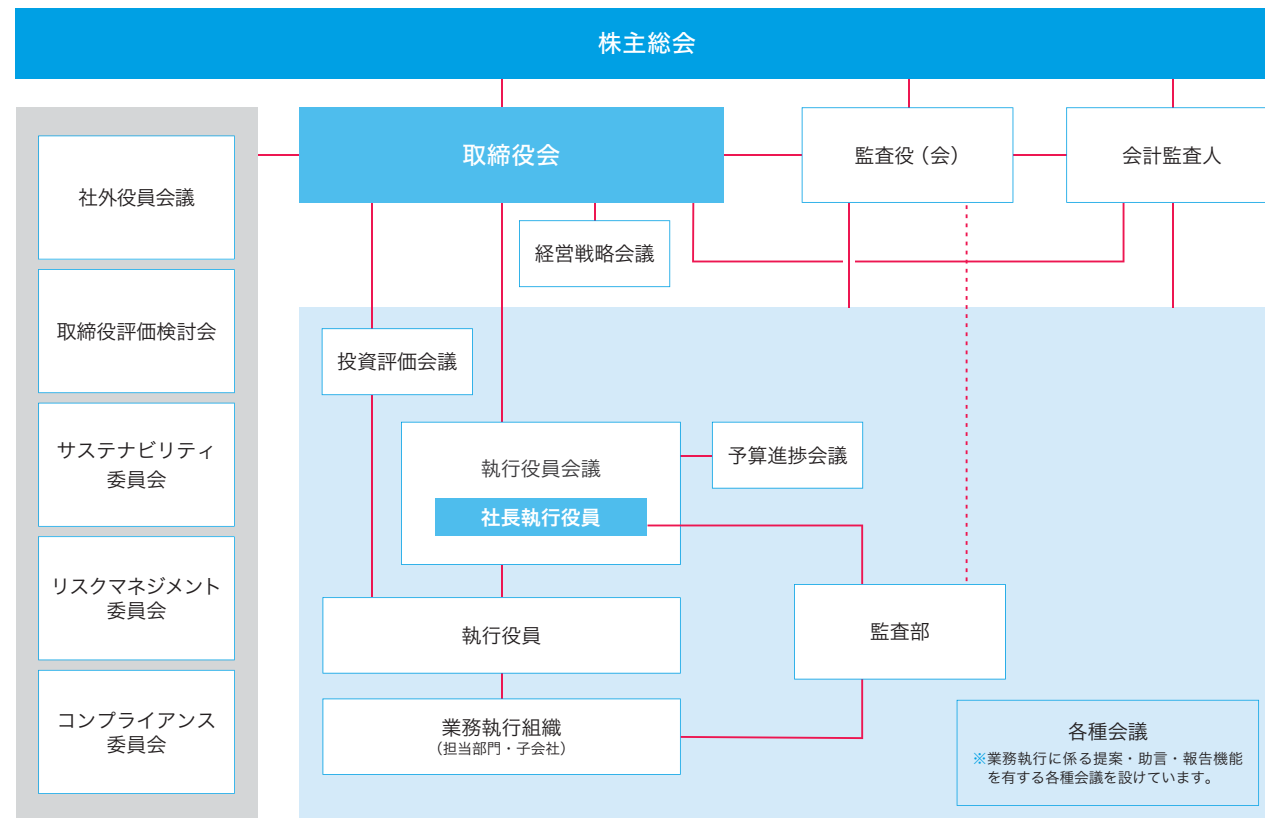 株主総会
取締役会
監査役（会）
会計監査人
社外役員会議
経営戦略会議
取締役評価検討会
投資評価会議
サステナビリティ
委員会
執行役員会議
社長執行役員
予算進捗会議
リスクマネジメント
委員会
執行役員
監査部
コンプライアンス
委員会
業務執行組織
（担当部門・子会社）
各種会議
※業務執行に係る提案・助言・報告機能
を有する各種会議を設けています。